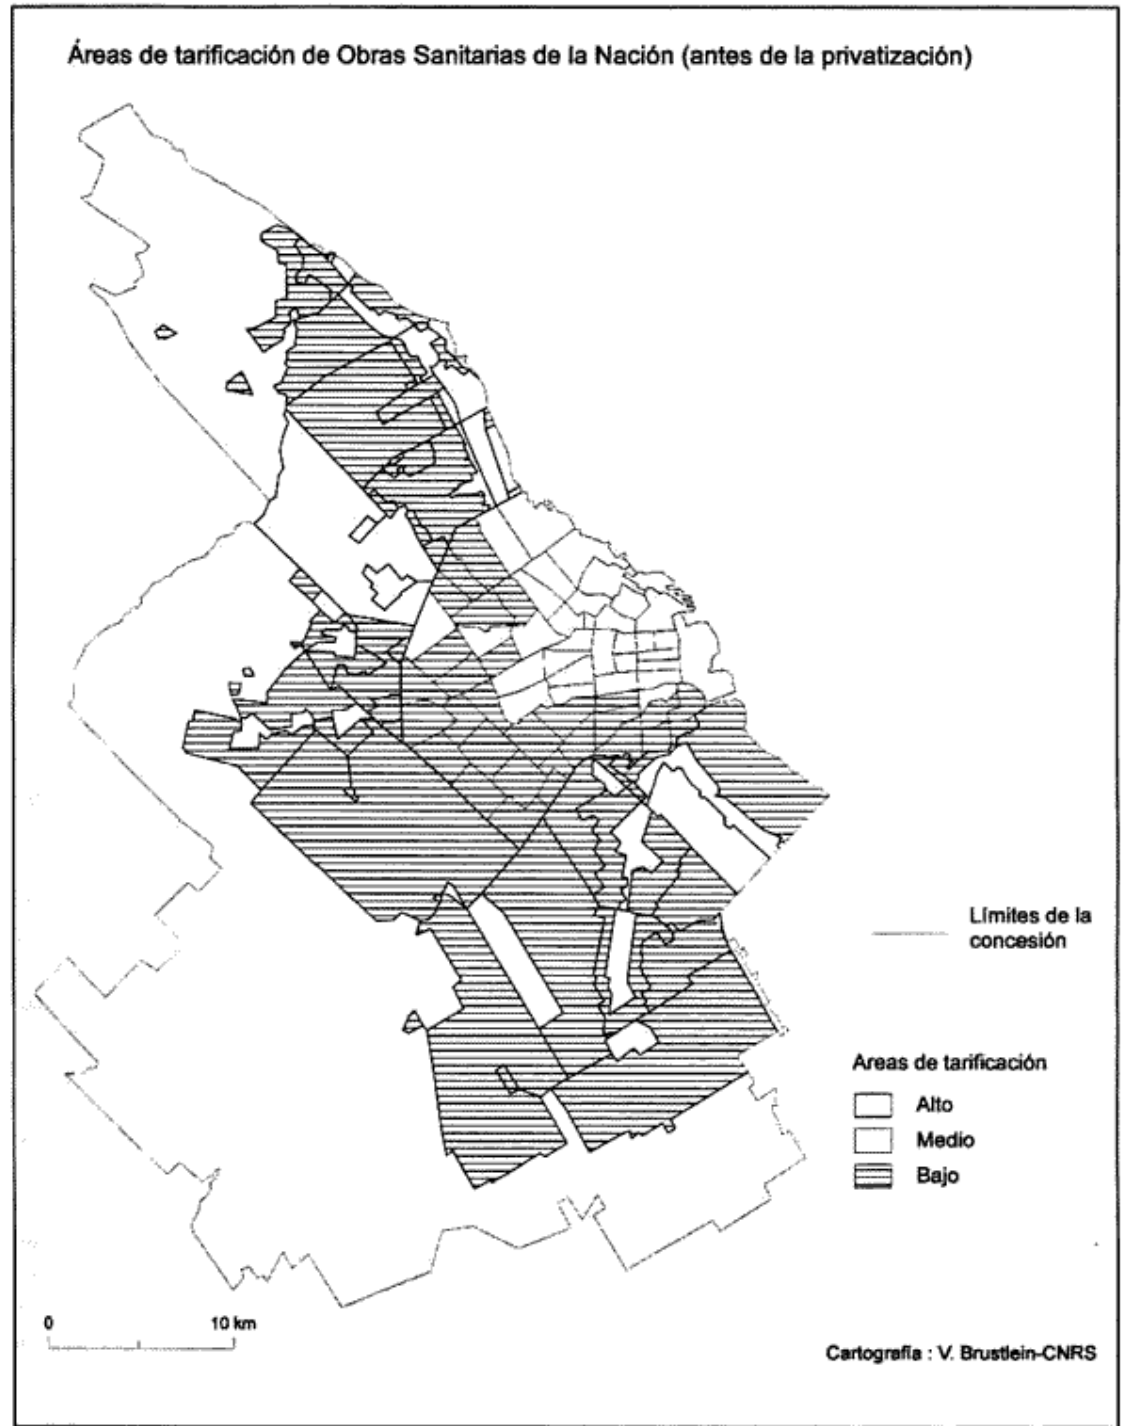 Áreas de tarificación de Obras Sanitarias de la Nación (antes de la privatización)
Límites de la
concesión
Areas de tarificación
Alto
Medio
Bajo
0 10 km
Cartografía : V. Brustlein-CNRS